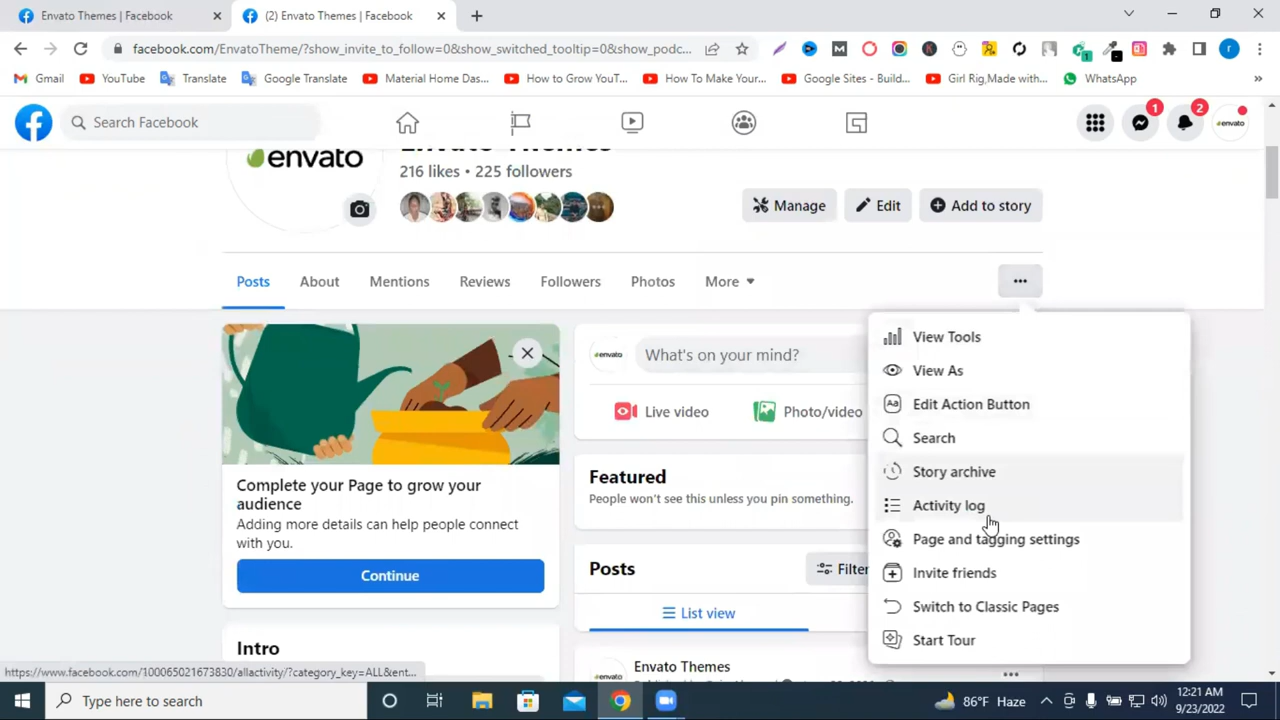 Envato Themes | Facebook
(2) Envato Themes | Facebook
facebook.com/EnvatoTheme/?show_invite_to_follow=0&show_switched_tooltip=0&show_podc...
Gmail YouTube Translate Google Translate Material Home Das... How to Grow YouT... How To Make Your... Google Sites - Build... Girl Rig,Made with... WhatsApp
Search Facebook
1
2
envato
envato
Envato Themes
216 likes • 225 followers
Manage
Edit
Add to story
Posts About Mentions Reviews Followers Photos More
View Tools
View As
Edit Action Button
Search
Story archive
Activity log
Page and tagging settings
Invite friends
Switch to Classic Pages
Start Tour
Complete your Page to grow your
audience
Adding more details can help people connect
with you.
Continue
Intro
envato
What's on your mind?
Live video
Photo/video
Featured
People won't see this unless you pin something.
Posts
Filter
List view
envato
Envato Themes
https://www.facebook.com/100065021673830/allactivity/?category_key=ALL&ent...
Type here to search
86°F Haze
12:21 AM
9/23/2022